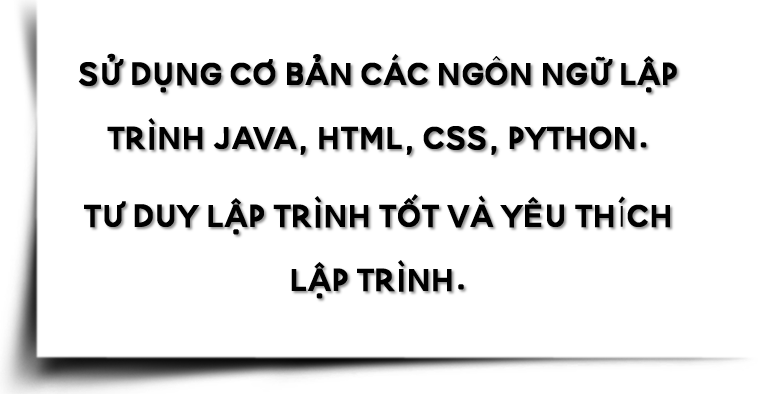 SỬ DỤNG CƠ BẢN CÁC NGÔN NGỮ LẬP
TRÌNH JAVA, HTML, CSS, PYTHON.
TƯ DUY LẬP TRÌNH TỐT VÀ YÊU THÍCH
LẬP TRÌNH.